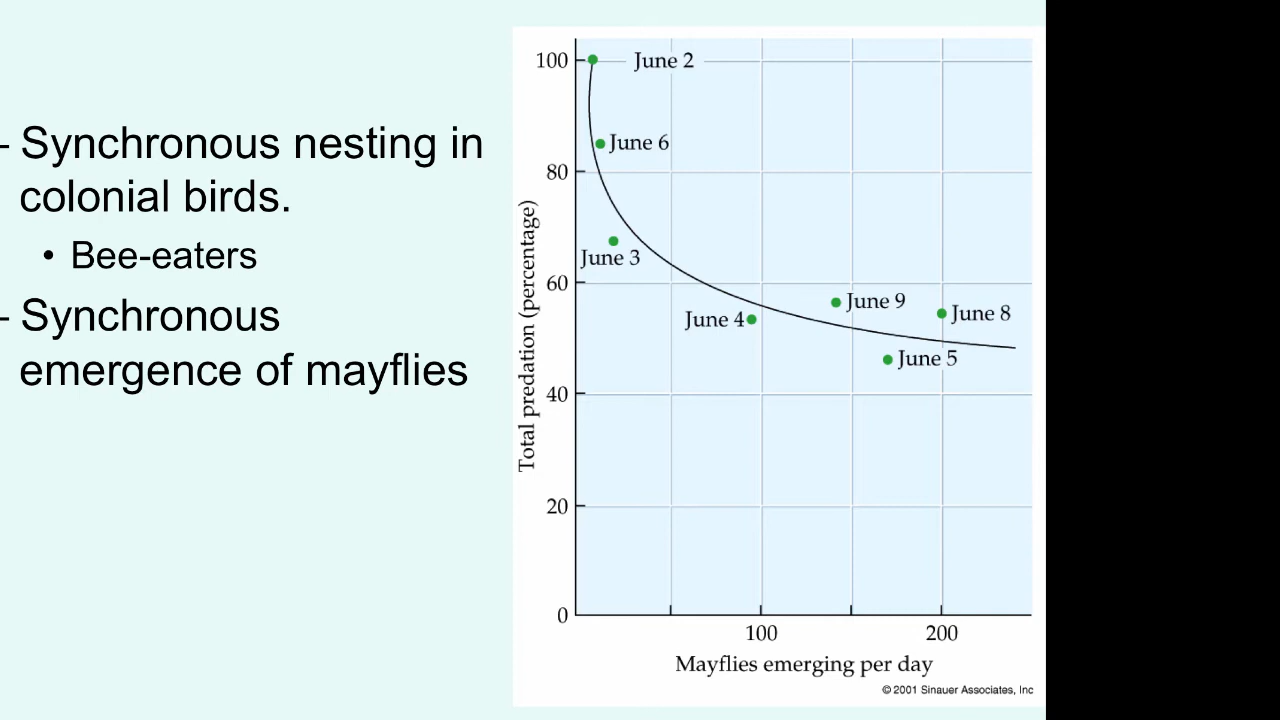 - Synchronous nesting in
colonial birds.
• Bee-eaters
- Synchronous
emergence of mayflies
100
80
60
40
20
0
Total predation (percentage)
June 2
June 6
June 3
June 4
June 9
June 8
June 5
100 200
Mayflies emerging per day
© 2001 Sinauer Associates, Inc